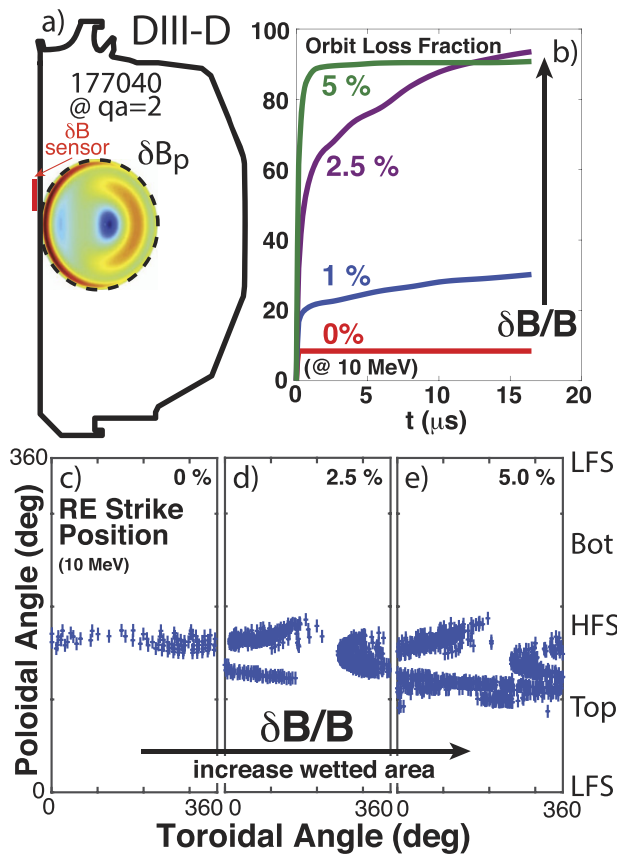 a)
DIII-D
177040
@ qa=2
δB
sensor
δBp
b)
Orbit Loss Fraction
100
80
60
40
20
0
5 %
2.5 %
1 %
0%
(@ 10 MeV)
δB/B
0
5
10
15
20
t (μs)
c)
0 %
RE Strike
Position
(10 MeV)
d)
2.5 %
e)
5.0 %
360
0
Poloidal Angle (deg)
LFS
Bot
HFS
Top
LFS
δB/B
increase wetted area
0
360
0
360
0
360
Toroidal Angle (deg)